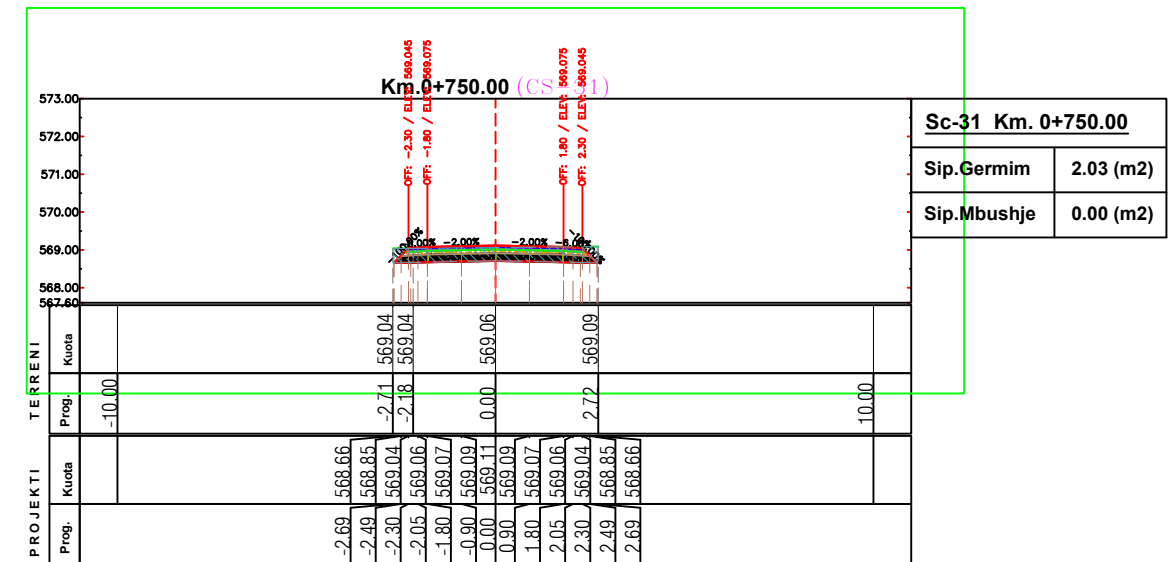 OFF: -2.30 / ELEV: 569.045
OFF: -1.80 / ELEV: 569.075
OFF: 1.80 / ELEV: 569.075
OFF: 2.30 / ELEV: 569.045
Km.0+750.00 (CS-31)
573.00
572.00
571.00
570.00
569.00
568.00
567.60
-2.00% -2.00% -6.00%
Sc-31 Km. 0+750.00
Sip.Germim 2.03 (m2)
Sip.Mbushje 0.00 (m2)
TERRENI
Kuota 569.04 569.04 569.06 569.09
Prog. -10.00 -2.71 -2.18 0.00 2.72 10.00
PROJEKTI
Kuota 568.66 568.85 569.04 569.06 569.07 569.09 569.11 569.09 569.07 569.06 569.04 568.85 568.66
Prog. -2.69 -2.49 -2.30 -2.05 -1.80 -0.90 0.00 0.90 1.80 2.05 2.30 2.49 2.69